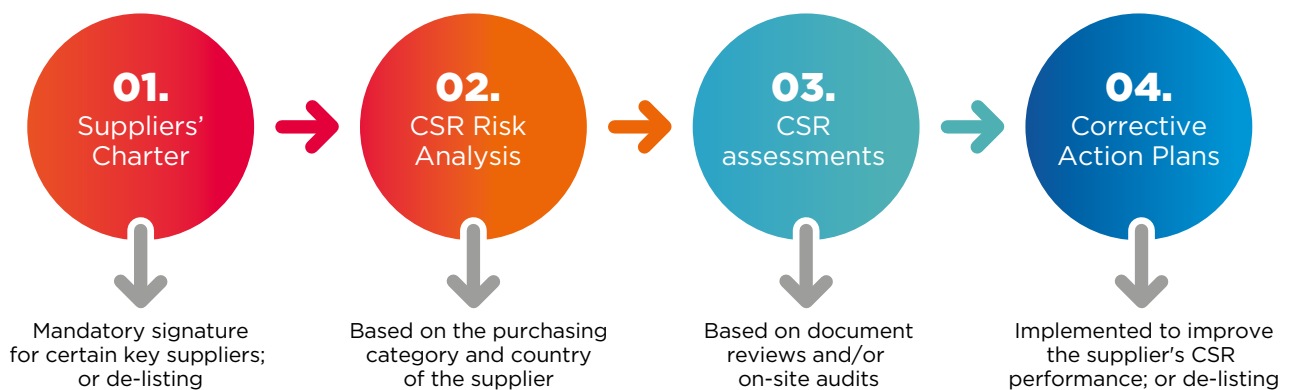 01.
Suppliers’
Charter
02.
CSR Risk
Analysis
03.
CSR
assessments
04.
Corrective
Action Plans
Mandatory signature
for certain key suppliers;
or de-listing
Based on the purchasing
category and country
of the supplier
Based on document
reviews and/or
on-site audits
Implemented to improve
the supplier's CSR
performance; or de-listing